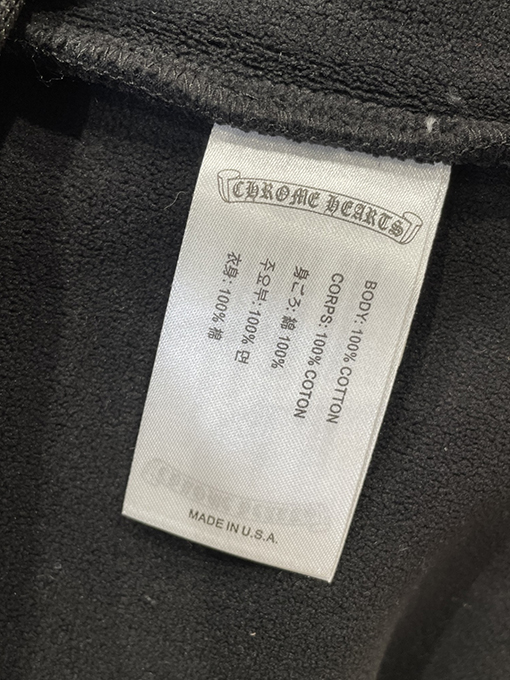 CHROME HEARTS
BODY: 100% COTTON
CORPS: 100% COTON
身ごろ: 綿 100%
주요부: 100% 면
衣身: 100% 棉
MADE IN U.S.A.